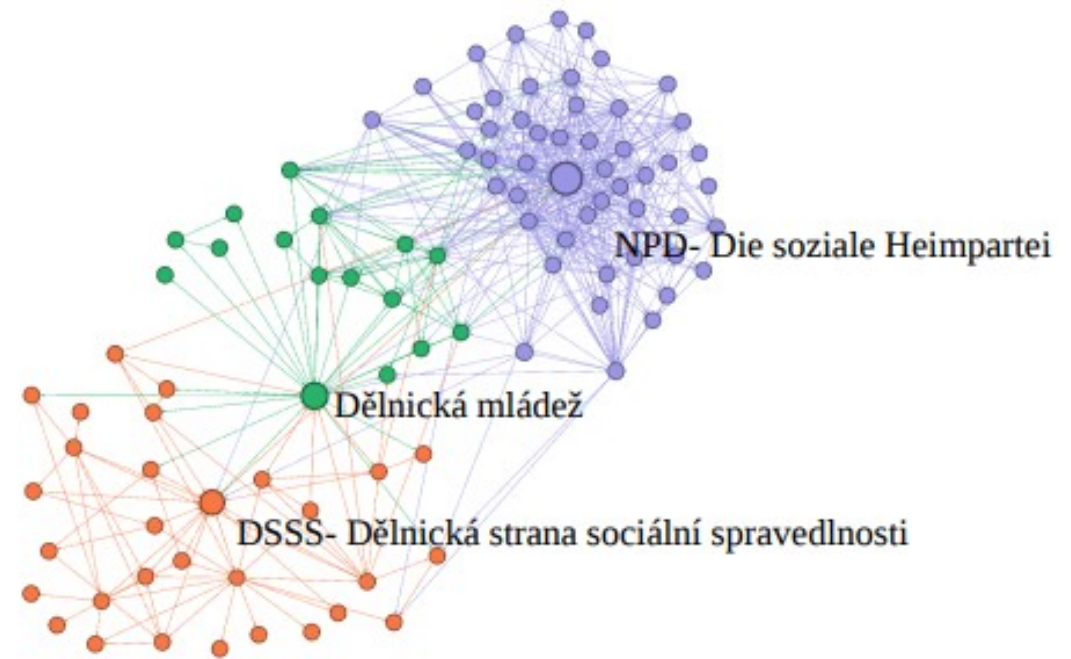 NPD- Die soziale Heimpartei
Dělnická mládež
DSSS- Dělnická strana sociální spravedlnosti